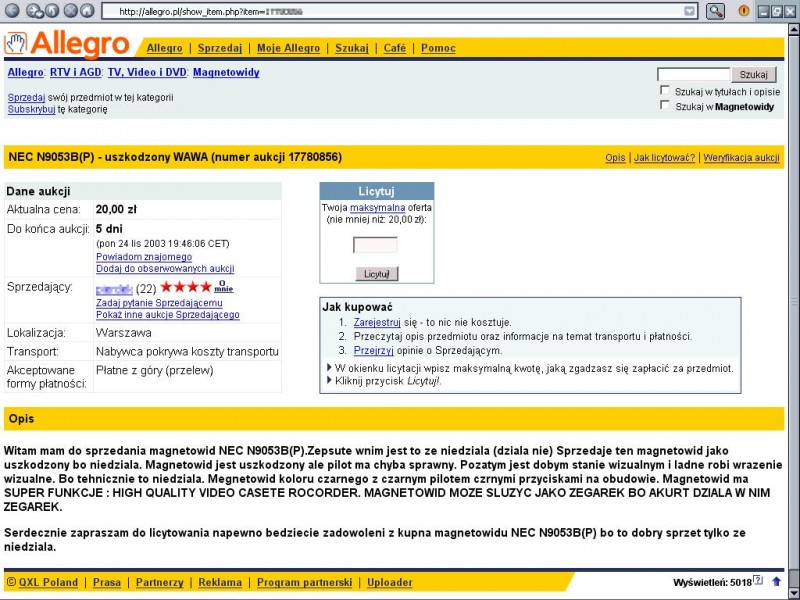 http://allegro.pl/show_item.php?item=
Allegro
Allegro | Sprzedaj | Moje Allegro | Szukaj | Café | Pomoc
Allegro: RTV i AGD: TV, Video i DVD: Magnetowidy
Szukaj
Szukaj w tytułach i opisie
Szukaj w Magnetowidy
Sprzedaj swój przedmiot w tej kategorii
Subskrybuj tę kategorię
NEC N9053B(P) - uszkodzony WAWA (numer aukcji 17780856)
Opis | Jak licytować? | Weryfikacja aukcji
Dane aukcji
Aktualna cena: 20,00 zł
Do końca aukcji: 5 dni
(pon 24 lis 2003 19:46:06 CET)
Powiadom znajomego
Dodaj do obserwowanych aukcji
Sprzedający: (22) O mnie
Zadaj pytanie Sprzedającemu
Pokaż inne aukcje Sprzedającego
Lokalizacja: Warszawa
Transport: Nabywca pokrywa koszty transportu
Akceptowane formy płatności: Płatne z góry (przelew)
Licytuj
Twoja maksymalna oferta
(nie mniej niż: 20,00 zł):
Licytuj!
Jak kupować
1. Zarejestruj się - to nic nie kosztuje.
2. Przeczytaj opis przedmiotu oraz informacje na temat transportu i płatności.
3. Przejrzyj opinie o Sprzedającym.
W okienku licytacji wpisz maksymalną kwotę, jaką zgadzasz się zapłacić za przedmiot.
Kliknij przycisk Licytuj!.
Opis
Witam mam do sprzedania magnetowid NEC N9053B(P).Zepsute wnim jest to ze niedziala (dziala nie) Sprzedaje ten magnetowid jako
uszkodzony bo niedziala. Magnetowid jest uszkodzony ale pilot ma chyba sprawny. Pozatym jest dobym stanie wizualnym i ladne robi wrazenie
wizualne. Bo tehnicznie to niedziala. Megnetowid koloru czarnego z czarnym pilotem czrnymi przyciskami na obudowie. Magnetowid ma
SUPER FUNKCJE : HIGH QUALITY VIDEO CASETE ROCORDER. MAGNETOWID MOZE SLUZYC JAKO ZEGAREK BO AKURT DZIALA W NIM
ZEGAREK.
Serdecznie zapraszam do licytowania napewno bedziecie zadowoleni z kupna magnetowidu NEC N9053B(P) bo to dobry sprzet tylko ze
niedziala.
© QXL Poland | Prasa | Partnerzy | Reklama | Program partnerski | Uploader
Wyświetleń: 5018 ?